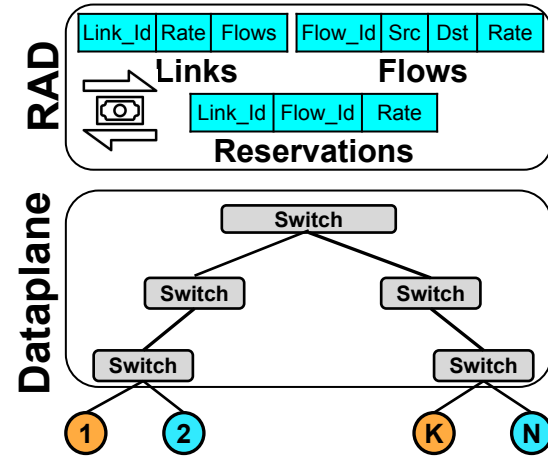 RAD
Link_Id Rate Flows Flow_Id Src Dst Rate
Links Flows
Link_Id Flow_Id Rate
Reservations
Dataplane
Switch
Switch Switch
Switch Switch
1 2 K N